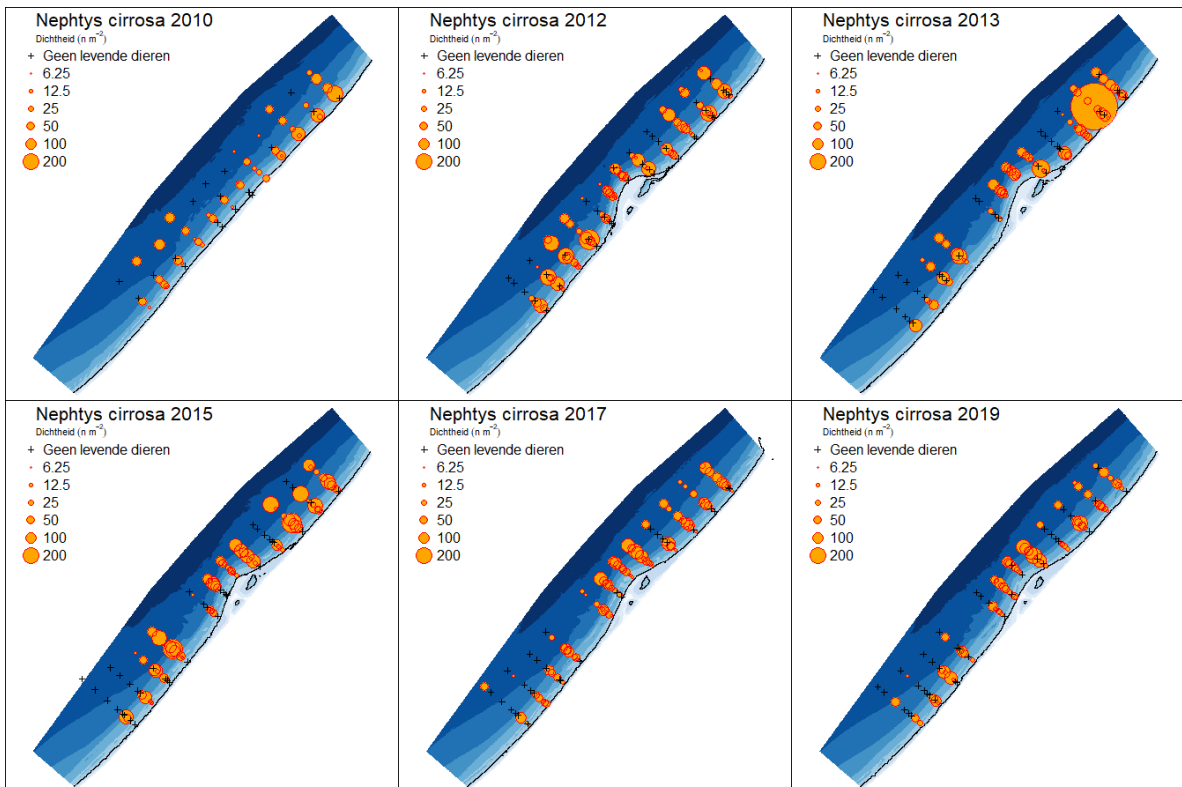 Nephtys cirrosa 2010
Dichtheid (n m⁻²)
+ Geen levende dieren
6.25
12.5
25
50
100
200
Nephtys cirrosa 2012
Dichtheid (n m⁻²)
+ Geen levende dieren
6.25
12.5
25
50
100
200
Nephtys cirrosa 2013
Dichtheid (n m⁻²)
+ Geen levende dieren
6.25
12.5
25
50
100
200
Nephtys cirrosa 2015
Dichtheid (n m⁻²)
+ Geen levende dieren
6.25
12.5
25
50
100
200
Nephtys cirrosa 2017
Dichtheid (n m⁻²)
+ Geen levende dieren
6.25
12.5
25
50
100
200
Nephtys cirrosa 2019
Dichtheid (n m⁻²)
+ Geen levende dieren
6.25
12.5
25
50
100
200